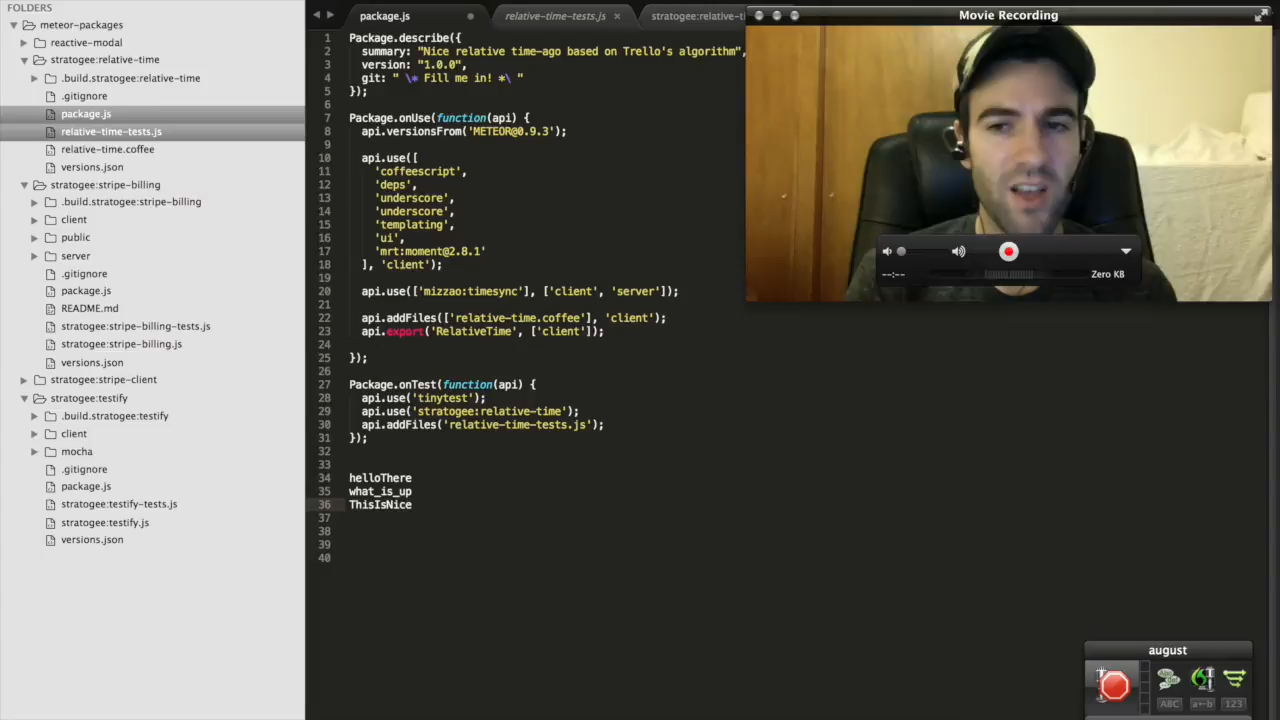 FOLDERS
meteor-packages
reactive-modal
stratogee:relative-time
.build.stratogee:relative-time
.gitignore
package.js
relative-time-tests.js
relative-time.coffee
versions.json
stratogee:stripe-billing
.build.stratogee:stripe-billing
client
public
server
.gitignore
package.js
README.md
stratogee:stripe-billing-tests.js
stratogee:stripe-billing.js
versions.json
stratogee:stripe-client
stratogee:testify
.build.stratogee:testify
client
mocha
.gitignore
package.js
stratogee:testify-tests.js
stratogee:testify.js
versions.json
package.js
relative-time-tests.js ×
stratogee:relative-ti
1 Package.describe({
2 summary: "Nice relative time-ago based on Trello's algorithm",
3 version: "1.0.0",
4 git: " \* Fill me in! *\ "
5 });
6
7 Package.onUse(function(api) {
8 api.versionsFrom('METEOR@0.9.3');
9
10 api.use([
11 'coffeescript',
12 'deps',
13 'underscore',
14 'underscore',
15 'templating',
16 'ui',
17 'mrt:moment@2.8.1'
18 ], 'client');
19
20 api.use(['mizzao:timesync'], ['client', 'server']);
21
22 api.addFiles(['relative-time.coffee'], 'client');
23 api.export('RelativeTime', ['client']);
24
25 });
26
27 Package.onTest(function(api) {
28 api.use('tinytest');
29 api.use('stratogee:relative-time');
30 api.addFiles('relative-time-tests.js');
31 });
32
33
34 helloThere
35 what_is_up
36 ThisIsNice
37
38
39
40
Movie Recording
--:--
Zero KB
august
ABC
a↔b
123